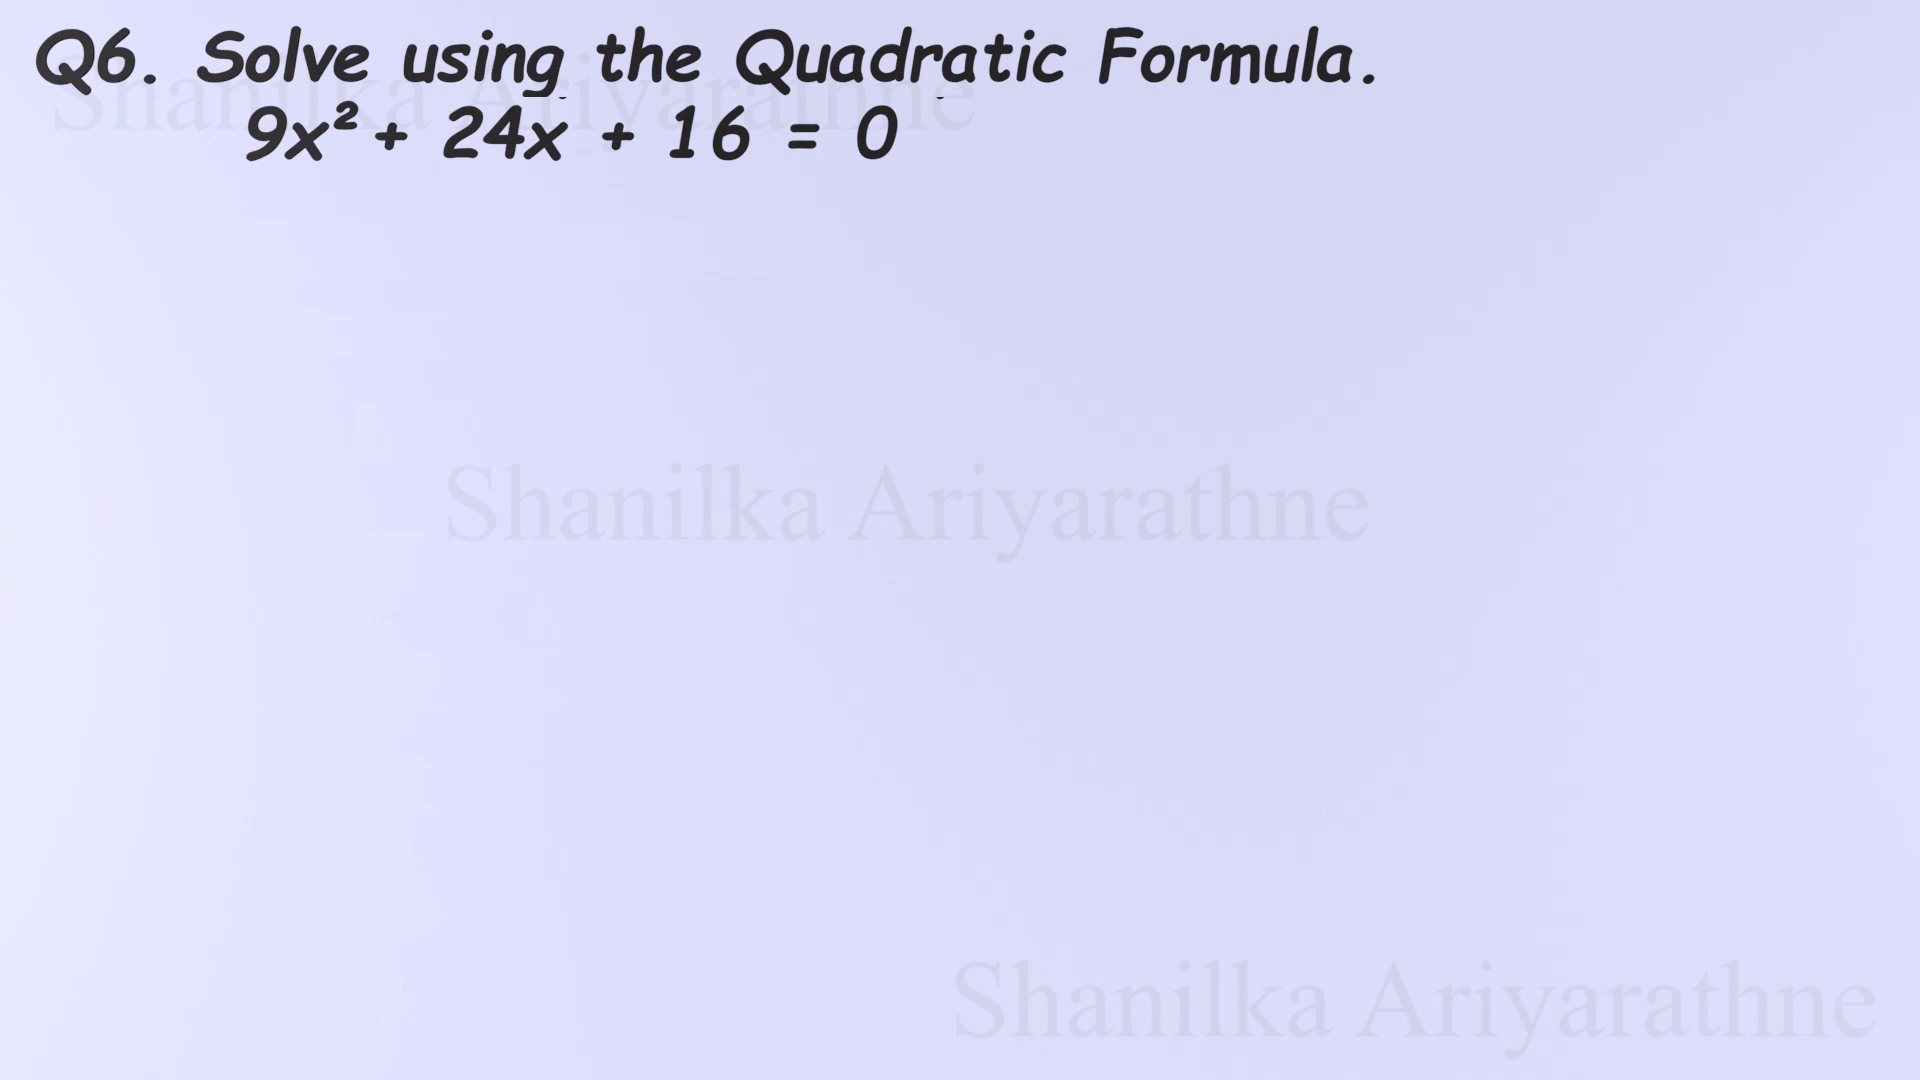 Q6. Solve using the Quadratic Formula.
Shanilka Ariyarathne
9x² + 24x + 16 = 0
Shanilka Ariyarathne
Shanilka Ariyarathne